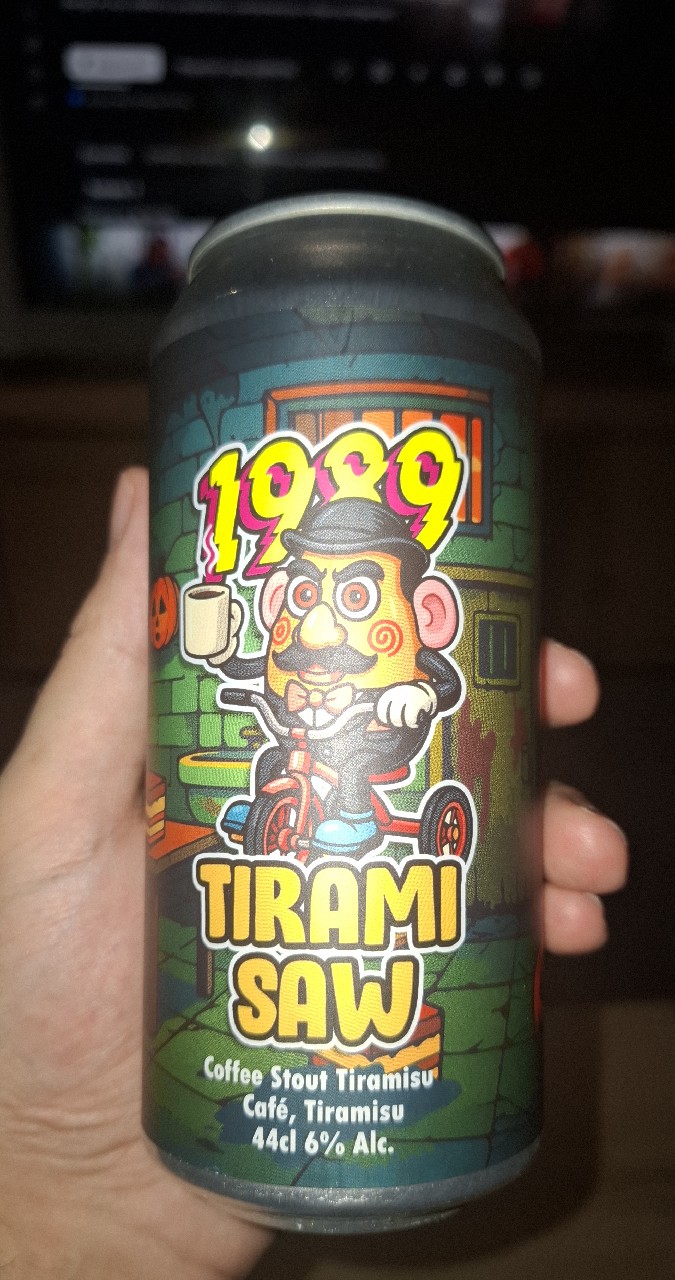 1989
TIRAMI
SAW
Coffee Stout Tiramisu
Café, Tiramisu
44cl 6% Alc.